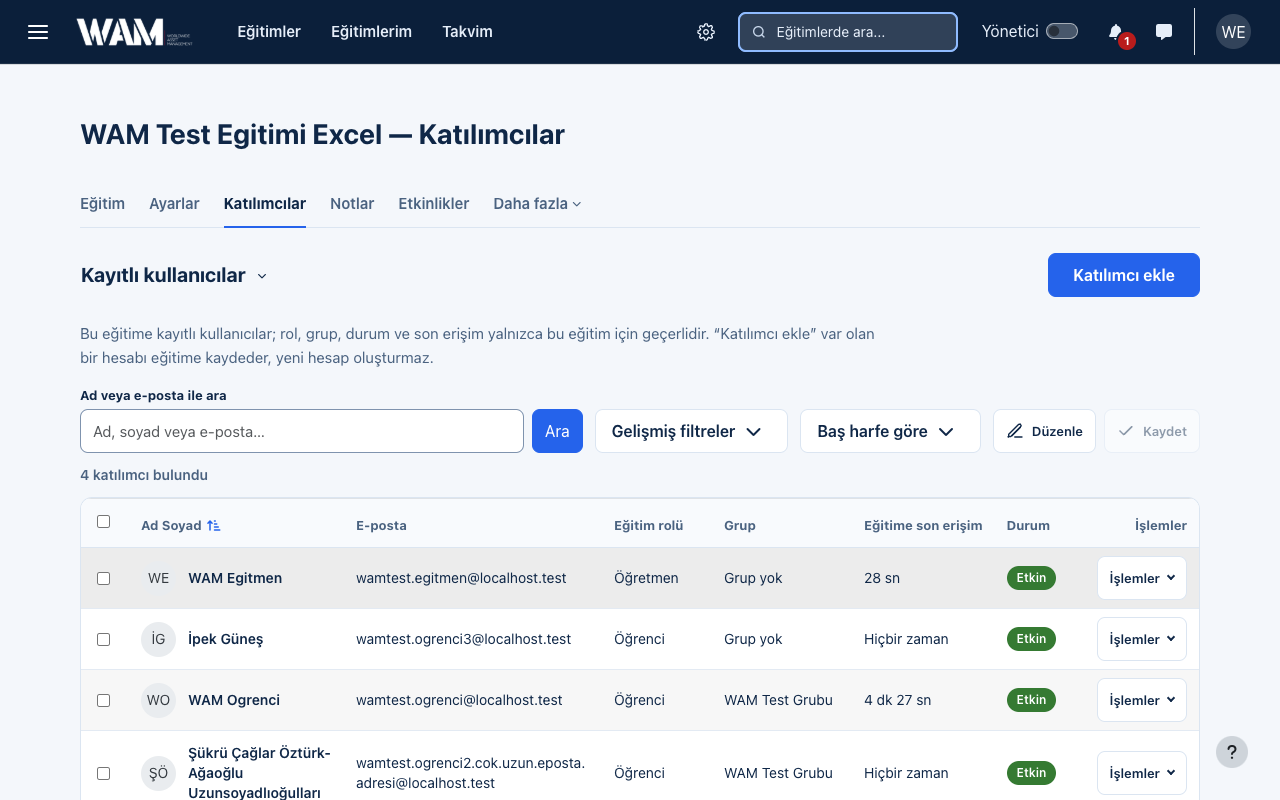 WAM WORLDWIDE ASSET MANAGEMENT
Eğitimler
Eğitimlerim
Takvim
Eğitimlerde ara...
Yönetici
1
WE
WAM Test Egitimi Excel — Katılımcılar
Eğitim
Ayarlar
Katılımcılar
Notlar
Etkinlikler
Daha fazla
Kayıtlı kullanıcılar
Katılımcı ekle
Bu eğitime kayıtlı kullanıcılar; rol, grup, durum ve son erişim yalnızca bu eğitim için geçerlidir. “Katılımcı ekle” var olan
bir hesabı eğitime kaydeder, yeni hesap oluşturmaz.
Ad veya e-posta ile ara
Ad, soyad veya e-posta...
Ara
Gelişmiş filtreler
Baş harfe göre
Düzenle
Kaydet
4 katılımcı bulundu
Ad Soyad
E-posta
Eğitim rolü
Grup
Eğitime son erişim
Durum
İşlemler
WE
WAM Egitmen
wamtest.egitmen@localhost.test
Öğretmen
Grup yok
28 sn
Etkin
İşlemler
İG
İpek Güneş
wamtest.ogrenci3@localhost.test
Öğrenci
Grup yok
Hiçbir zaman
Etkin
İşlemler
WO
WAM Ogrenci
wamtest.ogrenci@localhost.test
Öğrenci
WAM Test Grubu
4 dk 27 sn
Etkin
İşlemler
ŞÖ
Şükrü Çağlar Öztürk-
Ağaoğlu
Uzunsoyadlıoğulları
wamtest.ogrenci2.cok.uzun.eposta.
adresi@localhost.test
Öğrenci
WAM Test Grubu
Hiçbir zaman
Etkin
İşlemler
?